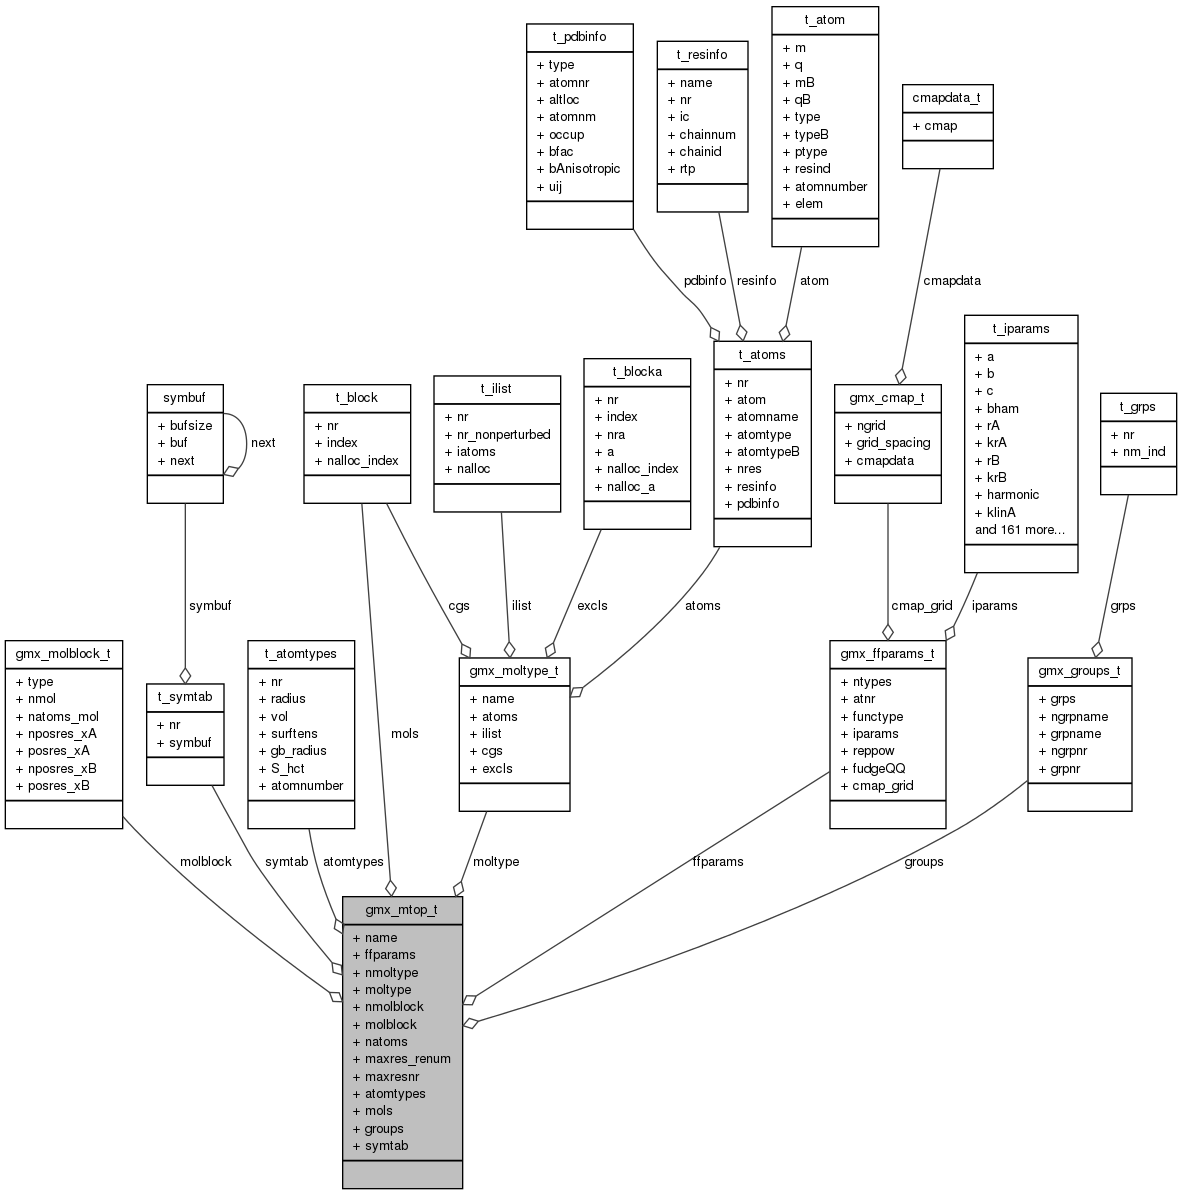 t_pdbinfo
+ type
+ atomnr
+ altloc
+ atomnm
+ occup
+ bfac
+ bAnisotropic
+ uij
t_resinfo
+ name
+ nr
+ ic
+ chainnum
+ chainid
+ rtp
t_atom
+ m
+ q
+ mB
+ qB
+ type
+ typeB
+ ptype
+ resind
+ atomnumber
+ elem
cmapdata_t
+ cmap
pdbinfo
resinfo
atom
cmapdata
symbuf
+ bufsize
+ buf
+ next
next
t_block
+ nr
+ index
+ nalloc_index
t_ilist
+ nr
+ nr_nonperturbed
+ iatoms
+ nalloc
t_blocka
+ nr
+ index
+ nra
+ a
+ nalloc_index
+ nalloc_a
t_atoms
+ nr
+ atom
+ atomname
+ atomtype
+ atomtypeB
+ nres
+ resinfo
+ pdbinfo
gmx_cmap_t
+ ngrid
+ grid_spacing
+ cmapdata
t_iparams
+ a
+ b
+ c
+ bham
+ rA
+ krA
+ rB
+ krB
+ harmonic
+ klinA
and 161 more...
t_grps
+ nr
+ nm_ind
symbuf
cgs
ilist
excls
atoms
cmap_grid
iparams
grps
gmx_molblock_t
+ type
+ nmol
+ natoms_mol
+ nposres_xA
+ posres_xA
+ nposres_xB
+ posres_xB
t_symtab
+ nr
+ symbuf
t_atomtypes
+ nr
+ radius
+ vol
+ surftens
+ gb_radius
+ S_hct
+ atomnumber
mols
gmx_moltype_t
+ name
+ atoms
+ ilist
+ cgs
+ excls
gmx_ffparams_t
+ ntypes
+ atnr
+ functype
+ iparams
+ reppow
+ fudgeQQ
+ cmap_grid
gmx_groups_t
+ grps
+ ngrpname
+ grpname
+ ngrpnr
+ grpnr
molblock
symtab
atomtypes
moltype
ffparams
groups
gmx_mtop_t
+ name
+ ffparams
+ nmoltype
+ moltype
+ nmolblock
+ molblock
+ natoms
+ maxres_renum
+ maxresnr
+ atomtypes
+ mols
+ groups
+ symtab